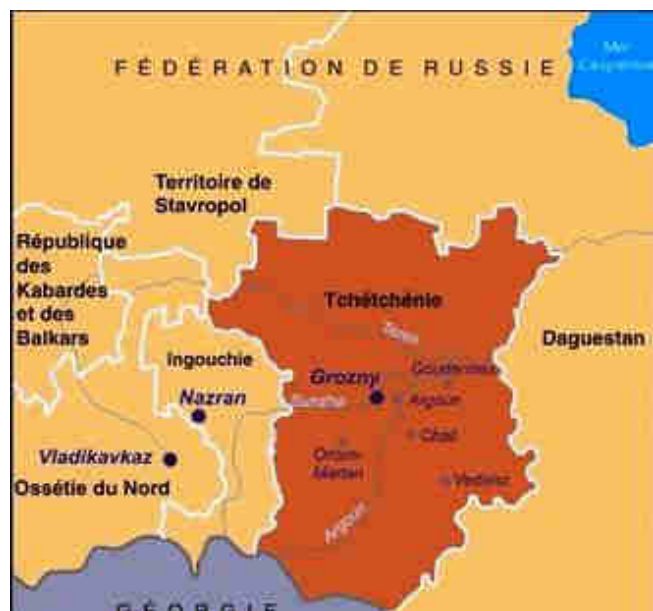 Mer
Caspienne
FÉDÉRATION DE RUSSIE
Territoire de
Stavropol
République
des
Kabardes
et des
Balkars
Tchétchénie
Terek
Daguestan
Ingouchie
Goudermes
Grozny
Nazran
Argoun
Sunzha
Chali
Ourous-
Martan
Vladikavkaz
Vedeno
Ossétie du Nord
Argoun
GÉORGIE